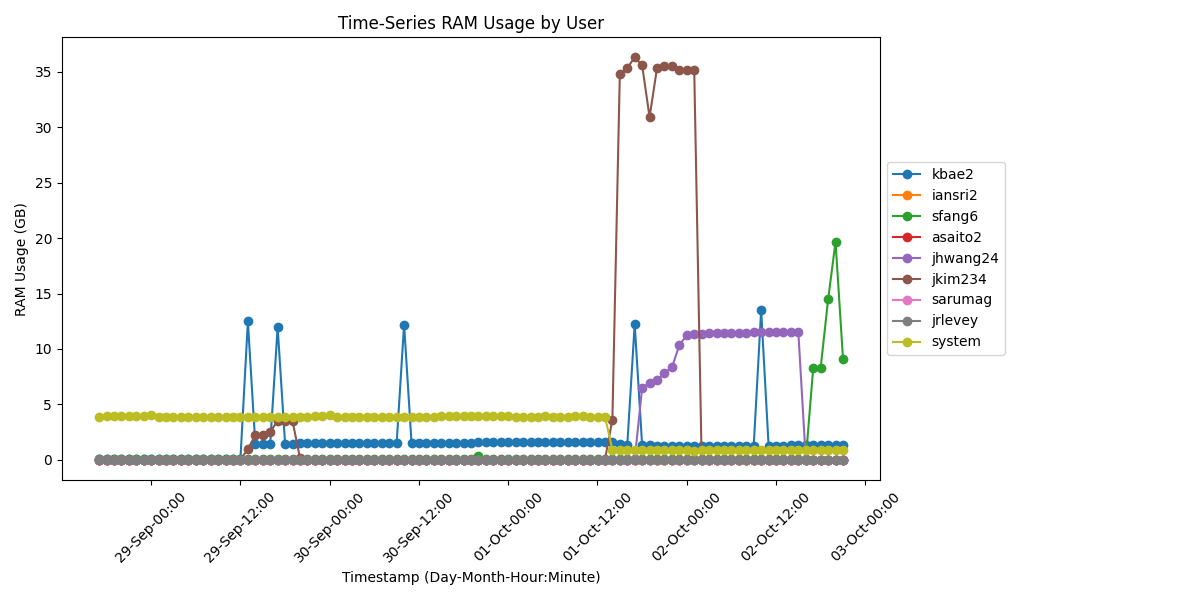 Time-Series RAM Usage by User
RAM Usage (GB)
35
30
25
20
15
10
5
0
29-Sep-00:00
29-Sep-12:00
30-Sep-00:00
30-Sep-12:00
01-Oct-00:00
01-Oct-12:00
02-Oct-00:00
02-Oct-12:00
03-Oct-00:00
Timestamp (Day-Month-Hour:Minute)
kbae2
iansri2
sfang6
asaito2
jhwang24
jkim234
sarumag
jrlevey
system